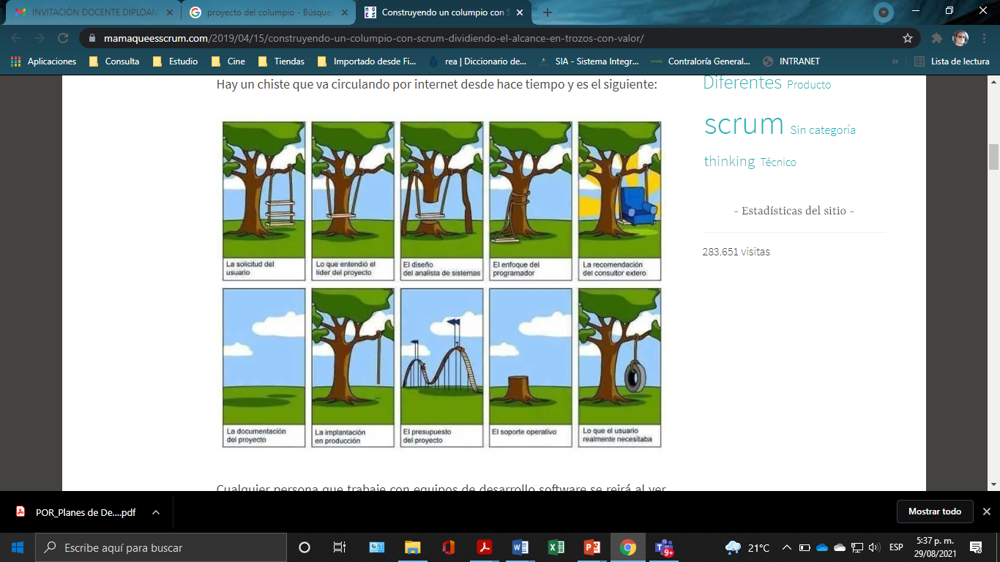 INVITACIÓN DOCENTE DIPLOAM
proyecto del columpio - Búsque
Construyendo un columpio con S
mamaqueesscrum.com/2019/04/15/construyendo-un-columpio-con-scrum-dividiendo-el-alcance-en-trozos-con-valor/
Aplicaciones Consulta Estudio Cine Tiendas Importado desde Fi... rea | Diccionario de... SIA - Sistema Integr... Contraloría General... INTRANET » Lista de lectura
Hay un chiste que va circulando por internet desde hace tiempo y es el siguiente:
La solicitud del
usuario
Lo que entendió el
lider del proyecto
El diseño
del analista de sistemas
El enfoque del
programador
La recomendación
del consultor extero
La documentación
del proyecto
La implantación
en producción
El presupuesto
del proyecto
El soporte operativo
Lo que el usuario
realmente necesitaba
Cualquier persona que trabaje con equipos de desarrollo software se reirá al ver
Diferentes Producto
scrum Sin categoría
thinking Técnico
- Estadísticas del sitio -
283.651 visitas
POR_Planes de De....pdf
Mostrar todo
Escribe aquí para buscar
9+
21°C
ESP
5:37 p. m.
29/08/2021